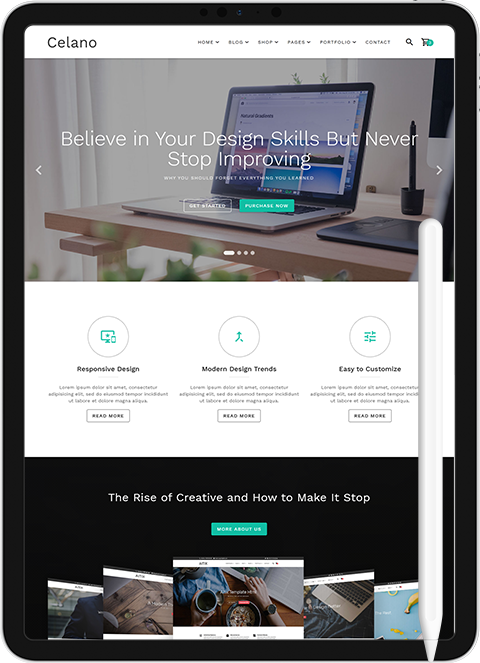 Celano
HOME BLOG SHOP PAGES PORTFOLIO CONTACT
Natural Gradients
Believe in Your Design Skills But Never
Stop Improving
WHY YOU SHOULD FORGET EVERYTHING YOU LEARNED
GET STARTED PURCHASE NOW
Responsive Design Modern Design Trends Easy to Customize
Lorem ipsum dolor sit amet, consectetur Lorem ipsum dolor sit amet, consectetur Lorem ipsum dolor sit amet, consectetur
adipisicing elit, sed do eiusmod tempor incididunt adipisicing elit, sed do eiusmod tempor incididunt adipisicing elit, sed do eiusmod tempor
ut labore et dolore magna aliqua. ut labore et dolore magna aliqua. ut labore et dolore magna aliqua.
READ MORE READ MORE READ MORE
The Rise of Creative and How to Make It Stop
MORE ABOUT US